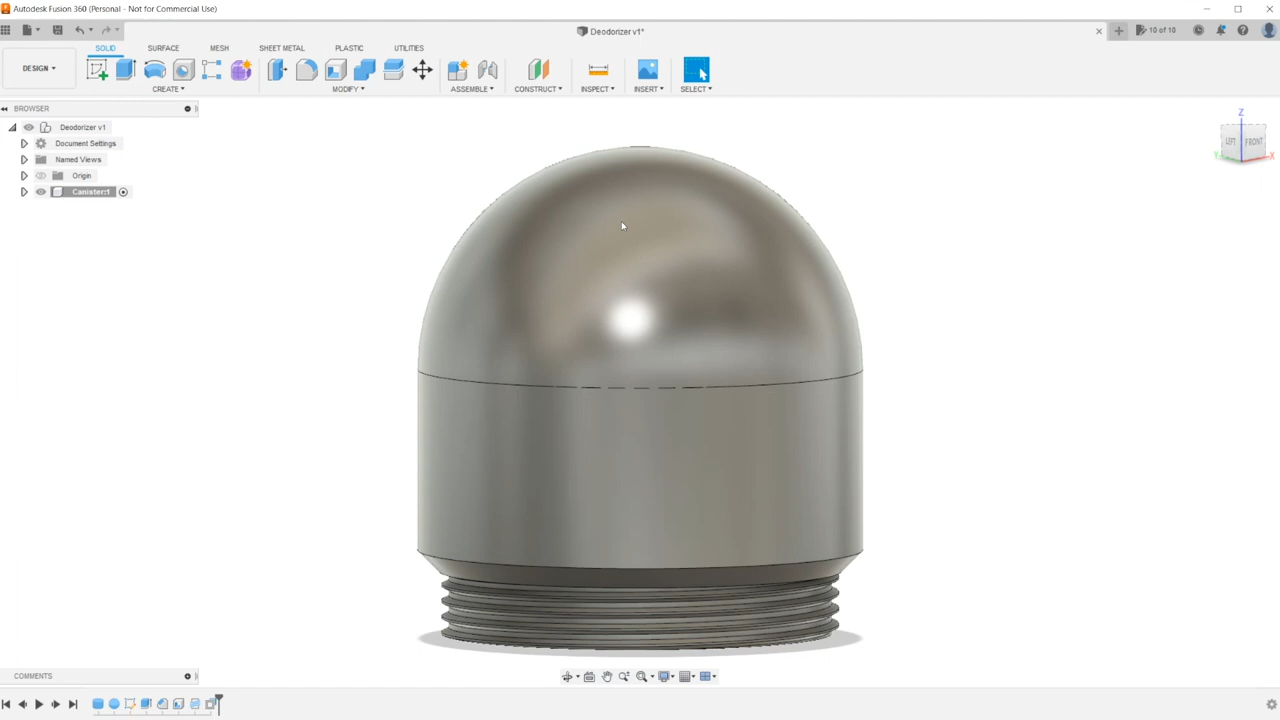 Autodesk Fusion 360 (Personal - Not for Commercial Use)
Deodorizer v1*
10 of 10
DESIGN
SOLID SURFACE MESH SHEET METAL PLASTIC UTILITIES
CREATE MODIFY ASSEMBLE CONSTRUCT INSPECT INSERT SELECT
BROWSER
Deodorizer v1
Document Settings
Named Views
Origin
Canister:1
Z
LEFT FRONT
Y X
COMMENTS